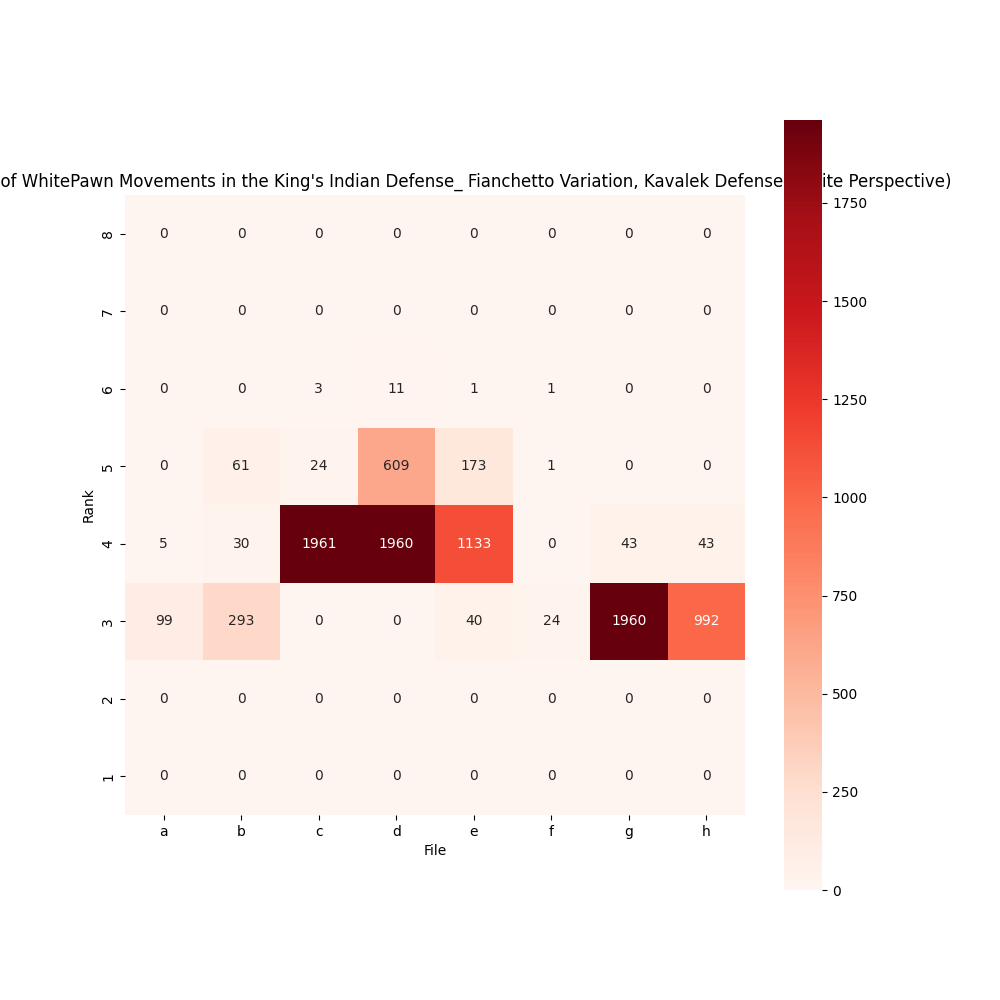 of WhitePawn Movements in the King's Indian Defense_ Fianchetto Variation, Kavalek Defense ite Perspective)
8 0 0 0 0 0 0 0 0
7 0 0 0 0 0 0 0 0
6 0 0 3 11 1 1 0 0
5 0 61 24 609 173 1 0 0
4 5 30 1961 1960 1133 0 43 43
3 99 293 0 0 40 24 1960 992
2 0 0 0 0 0 0 0 0
1 0 0 0 0 0 0 0 0
a b c d e f g h
File
Rank
1750
1500
1250
1000
750
500
250
0